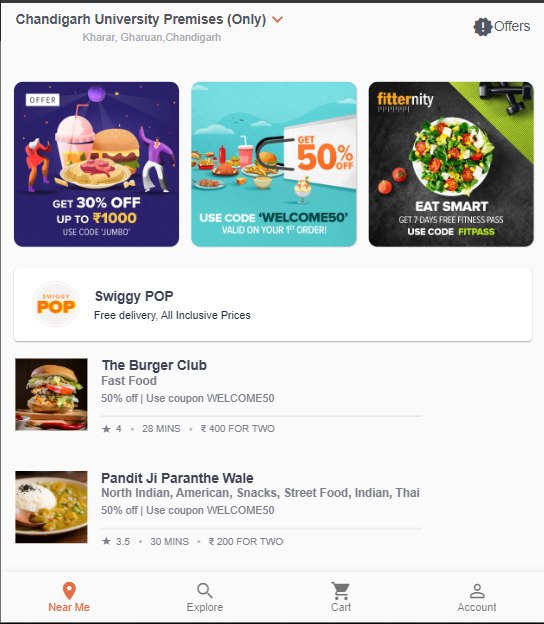 Chandigarh University Premises (Only)
Kharar, Gharuan,Chandigarh
Offers
OFFER
GET 30% OFF
UP TO ₹1000
USE CODE 'JUMBO'
GET
50%
OFF
USE CODE 'WELCOME50'
VALID ON YOUR 1ST ORDER!
fitternity
EAT SMART
GET 7-DAYS FREE FITNESS PASS
USE CODE FITPASS
SWIGGY
POP
Swiggy POP
Free delivery, All Inclusive Prices
The Burger Club
Fast Food
50% off | Use coupon WELCOME50
★ 4 • 28 MINS • ₹ 400 FOR TWO
Pandit Ji Paranthe Wale
North Indian, American, Snacks, Street Food, Indian, Thai
50% off | Use coupon WELCOME50
★ 3.5 • 30 MINS • ₹ 200 FOR TWO
Near Me Explore Cart Account